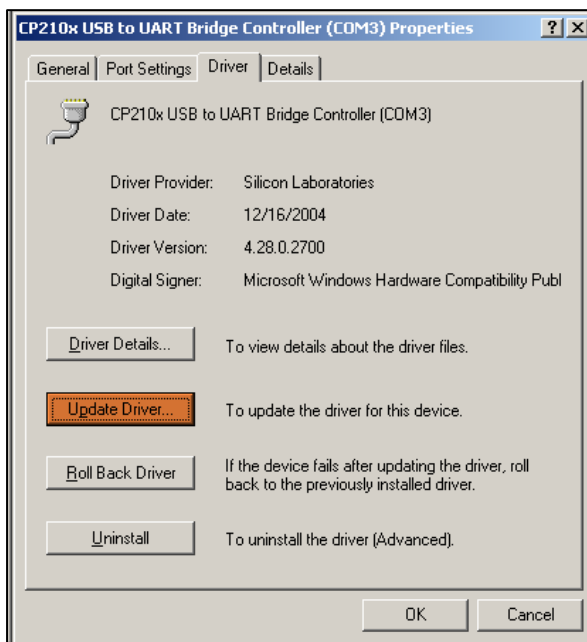 CP210x USB to UART Bridge Controller (COM3) Properties
General Port Settings Driver Details
CP210x USB to UART Bridge Controller (COM3)
Driver Provider: Silicon Laboratories
Driver Date: 12/16/2004
Driver Version: 4.28.0.2700
Digital Signer: Microsoft Windows Hardware Compatibility Publ
Driver Details... To view details about the driver files.
Update Driver... To update the driver for this device.
Roll Back Driver If the device fails after updating the driver, roll
back to the previously installed driver.
Uninstall To uninstall the driver (Advanced).
OK Cancel